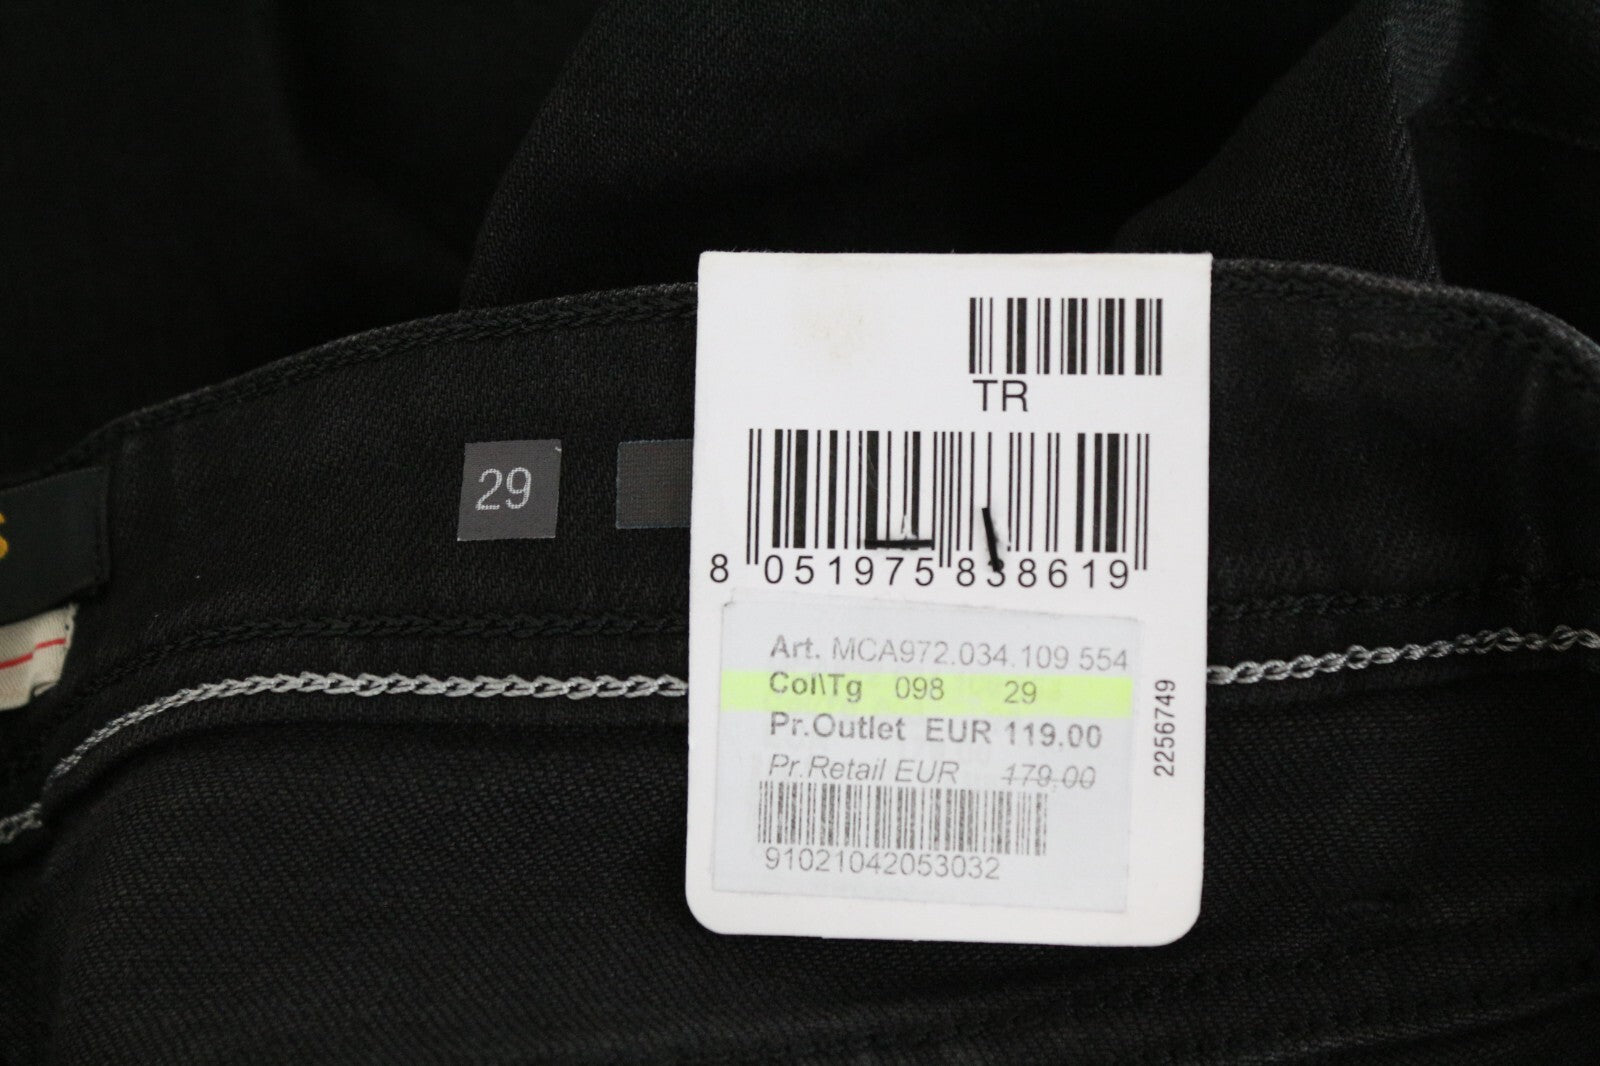 TR
29
8 051975 838619
Art. MCA972.034.109 554
Col\Tg 098 29
Pr.Outlet EUR 119,00
Pr.Retail EUR 179,00
91021042053032
2256749
S